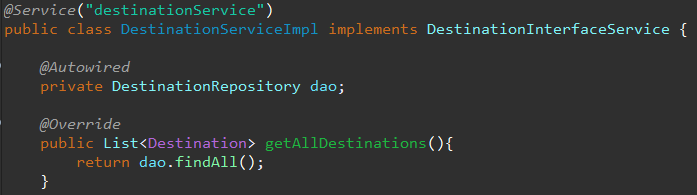 @Service("destinationService")
public class DestinationServiceImpl implements DestinationInterfaceService {
@Autowired
private DestinationRepository dao;
@Override
public List<Destination> getAllDestinations(){
return dao.findAll();
}